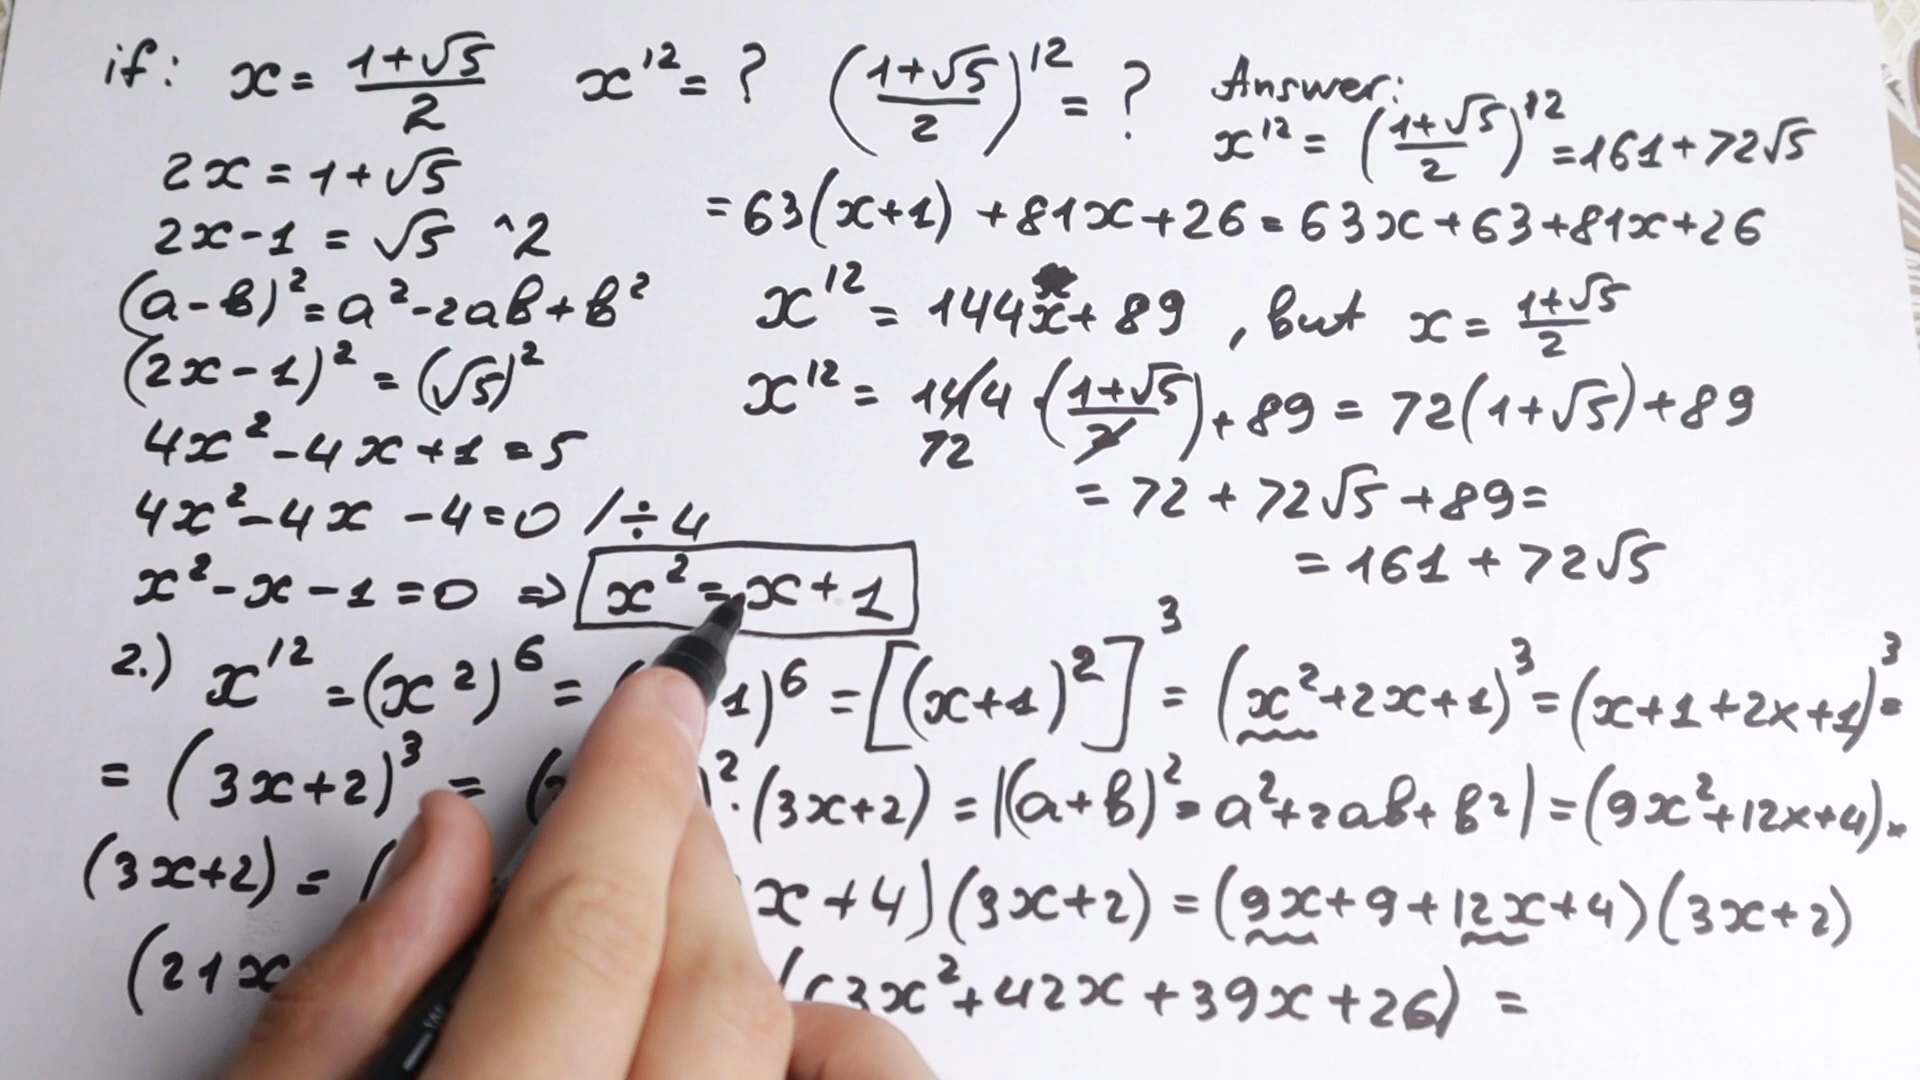 if: x = (1+√5)/2    x¹² = ?    ((1+√5)/2)¹² = ?    Answer:
x¹² = ((1+√5)/2)¹² = 161+72√5
2x = 1+√5
= 63(x+1) + 81x + 26 = 63x + 63 + 81x + 26
2x-1 = √5  ^2
(a-b)² = a² - 2ab + b²
x¹² = 144x + 89 , but x = (1+√5)/2
(2x-1)² = (√5)²
x¹² = 144 · ((1+√5)/2) + 89 = 72(1+√5) + 89
72
4x² - 4x + 1 = 5
= 72 + 72√5 + 89 =
4x² - 4x - 4 = 0 /÷4
= 161 + 72√5
x² - x - 1 = 0 ⇒ x² = x + 1
2.) x¹² = (x²)⁶ = ( 1)⁶ = [(x+1)²]³ = (x²+2x+1)³ = (x+1+2x+1)³ =
= (3x+2)³ = ( )² · (3x+2) = |(a+b)² = a²+2ab+b²| = (9x²+12x+4) ×
(3x+2) = ( x + 4)(3x+2) = (9x+9+12x+4)(3x+2)
(21x (63x² + 42x + 39x + 26) =